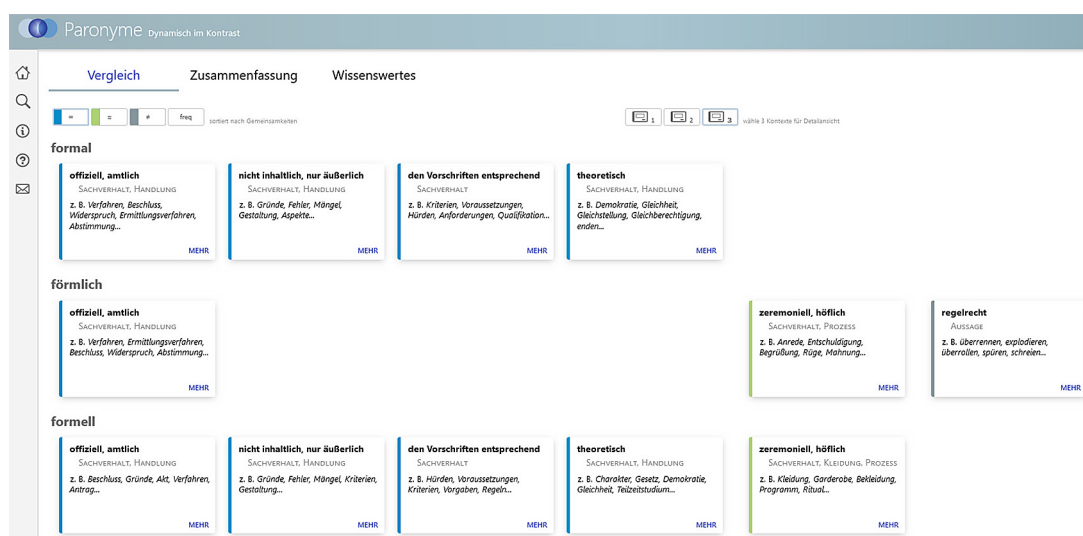 Paronyme Dynamisch im Kontrast
Vergleich Zusammenfassung Wissenswertes
= ≈ ≠ freq sortiert nach Gemeinsamkeiten 1 2 3 wähle 3 Kontexte für Detailansicht
formal
offiziell, amtlich
SACHVERHALT, HANDLUNG
z. B. Verfahren, Beschluss,
Widerspruch, Ermittlungsverfahren,
Abstimmung...
MEHR
nicht inhaltlich, nur äußerlich
SACHVERHALT, HANDLUNG
z. B. Gründe, Fehler, Mängel,
Gestaltung, Aspekte...
MEHR
den Vorschriften entsprechend
SACHVERHALT
z. B. Kriterien, Voraussetzungen,
Hürden, Anforderungen, Qualifikation...
MEHR
theoretisch
SACHVERHALT, HANDLUNG
z. B. Demokratie, Gleichheit,
Gleichstellung, Gleichberechtigung,
enden...
MEHR
förmlich
offiziell, amtlich
SACHVERHALT, HANDLUNG
z. B. Verfahren, Ermittlungsverfahren,
Beschluss, Widerspruch, Abstimmung...
MEHR
zeremoniell, höflich
SACHVERHALT, PROZESS
z. B. Anrede, Entschuldigung,
Begrüßung, Rüge, Mahnung...
MEHR
regelrecht
AUSSAGE
z. B. überrennen, explodieren,
überrollen, spüren, schreien...
MEHR
formell
offiziell, amtlich
SACHVERHALT, HANDLUNG
z. B. Beschluss, Gründe, Akt, Verfahren,
Antrag...
MEHR
nicht inhaltlich, nur äußerlich
SACHVERHALT, HANDLUNG
z. B. Gründe, Fehler, Mängel, Kriterien,
Gestaltung...
MEHR
den Vorschriften entsprechend
SACHVERHALT
z. B. Hürden, Voraussetzungen,
Kriterien, Vorgaben, Regeln...
MEHR
theoretisch
SACHVERHALT, HANDLUNG
z. B. Charakter, Gesetz, Demokratie,
Gleichheit, Teilzeitstudium...
MEHR
zeremoniell, höflich
SACHVERHALT, KLEIDUNG, PROZESS
z. B. Kleidung, Garderobe, Bekleidung,
Programm, Ritual...
MEHR